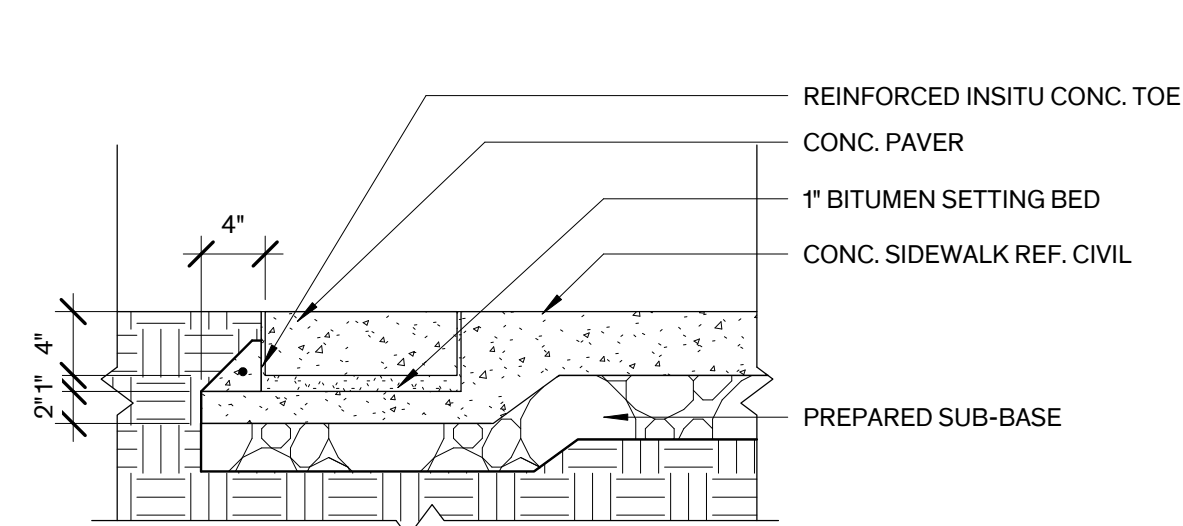 REINFORCED INSITU CONC. TOE
CONC. PAVER
1" BITUMEN SETTING BED
CONC. SIDEWALK REF. CIVIL
4"
4"
1"
2"
PREPARED SUB-BASE